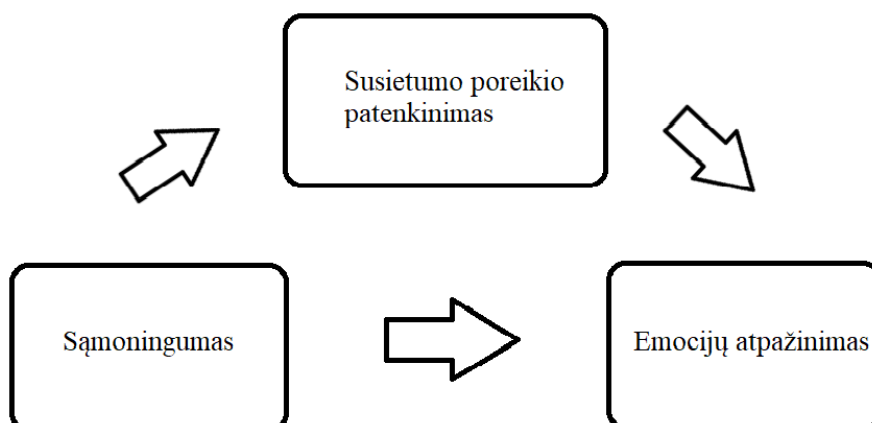 Susietumo poreikio
patenkinimas
Sąmoningumas
Emocijų atpažinimas